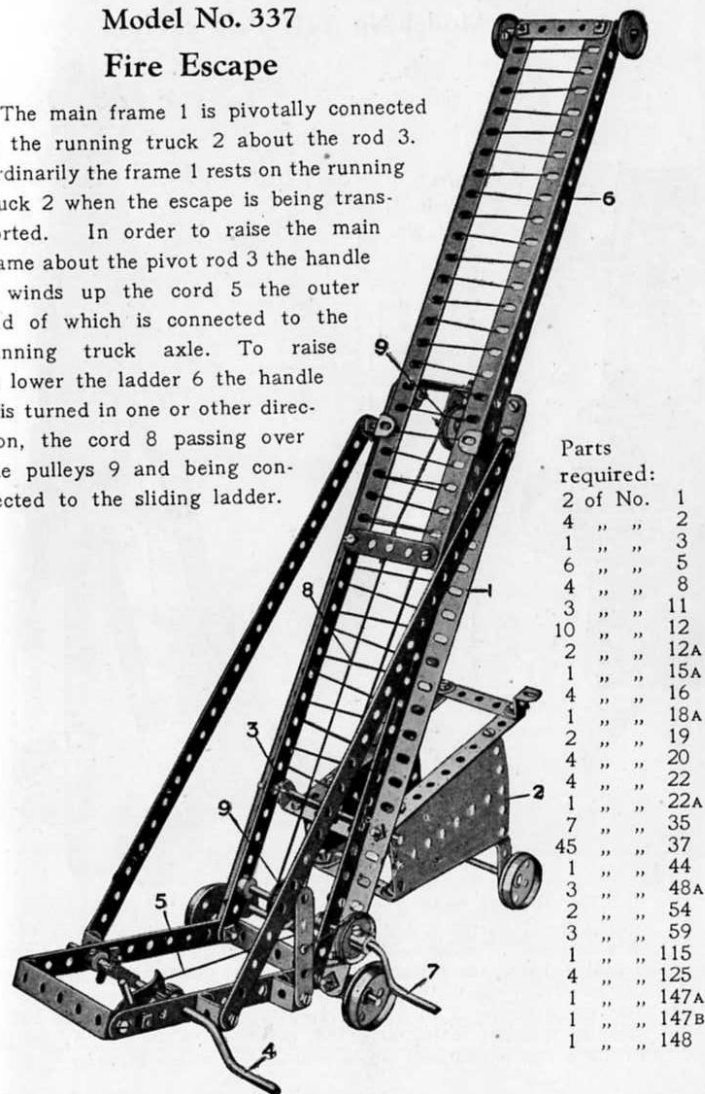 Model No. 337
Fire Escape
The main frame 1 is pivotally connected
the running truck 2 about the rod 3.
rdinarily the frame 1 rests on the running
uck 2 when the escape is being trans-
orted. In order to raise the main
ame about the pivot rod 3 the handle
winds up the cord 5 the outer
d of which is connected to the
nning truck axle. To raise
lower the ladder 6 the handle
is turned in one or other direc-
on, the cord 8 passing over
e pulleys 9 and being con-
ected to the sliding ladder.
6
9
1
8
3
2
9
5
7
4
Parts
required:
2 of No. 1
4 „ „ 2
1 „ „ 3
6 „ „ 5
4 „ „ 8
3 „ „ 11
10 „ „ 12
2 „ „ 12A
1 „ „ 15A
4 „ „ 16
1 „ „ 18A
2 „ „ 19
4 „ „ 20
4 „ „ 22
1 „ „ 22A
7 „ „ 35
45 „ „ 37
1 „ „ 44
3 „ „ 48A
2 „ „ 54
3 „ „ 59
1 „ „ 115
4 „ „ 125
1 „ „ 147A
1 „ „ 147B
1 „ „ 148